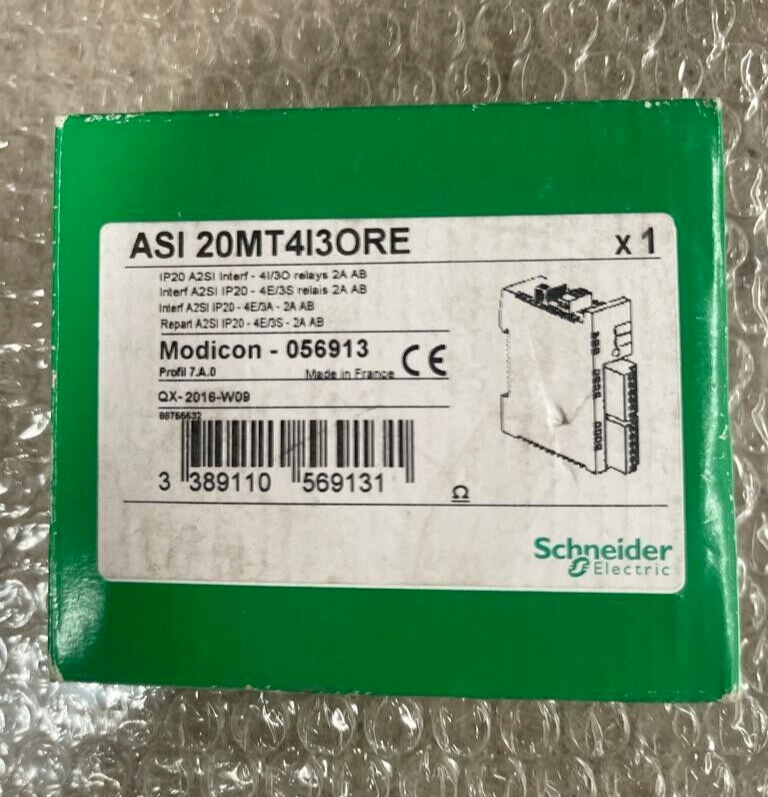 ASI 20MT4I3ORE x 1
IP20 A2SI Interf - 4I/3O relays 2A AB
Interf A2SI IP20 - 4E/3S relais 2A AB
Interf A2SI IP20 - 4E/3A - 2A AB
Repart A2SI IP20 - 4E/3S - 2A AB
Modicon - 056913 CE
Profil 7.A.0 Made in France
QX-2016-W09
88765632
3 389110 569131
Ω
Schneider
Electric